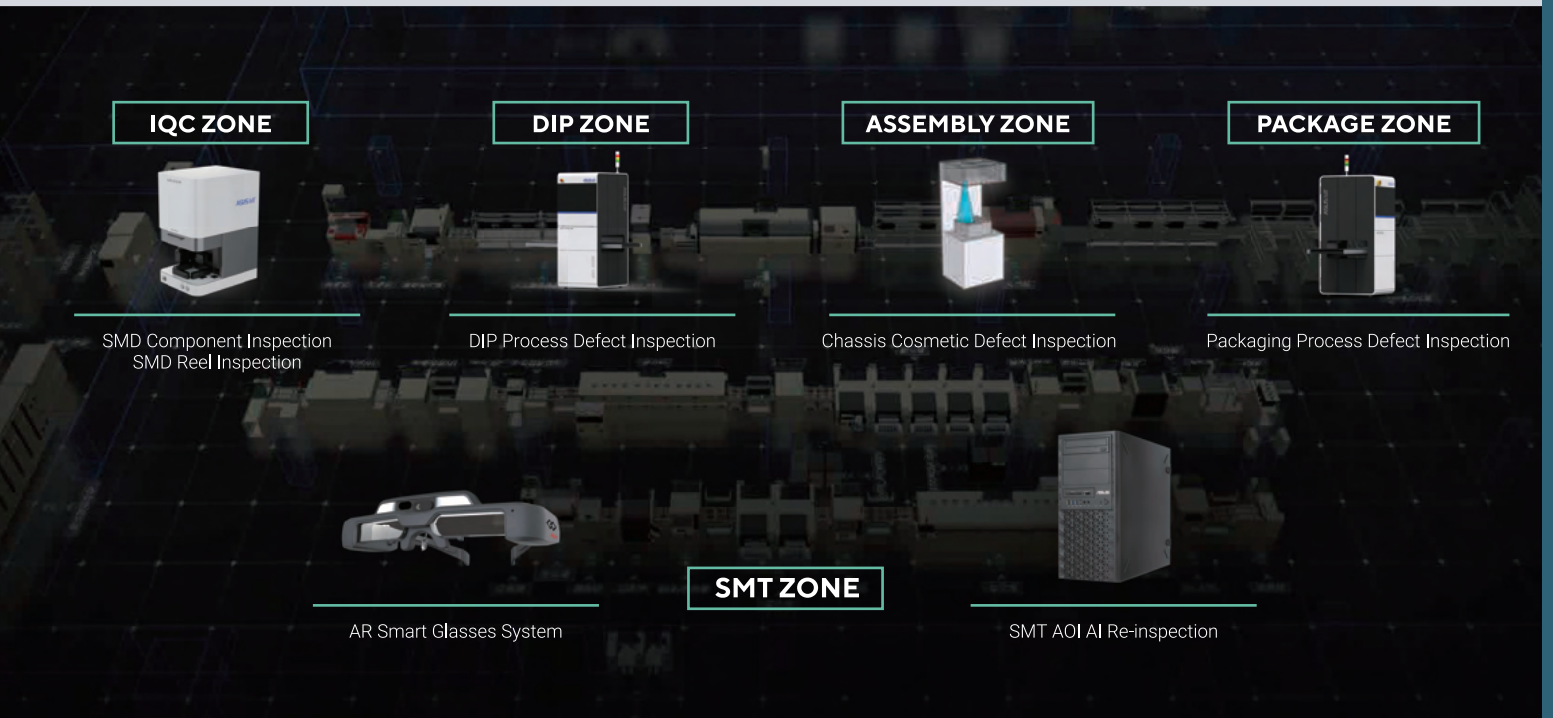 IQC ZONE
DIP ZONE
ASSEMBLY ZONE
PACKAGE ZONE
SMD Component Inspection
SMD Reel Inspection
DIP Process Defect Inspection
Chassis Cosmetic Defect Inspection
Packaging Process Defect Inspection
SMT ZONE
AR Smart Glasses System
SMT AOI AI Re-inspection